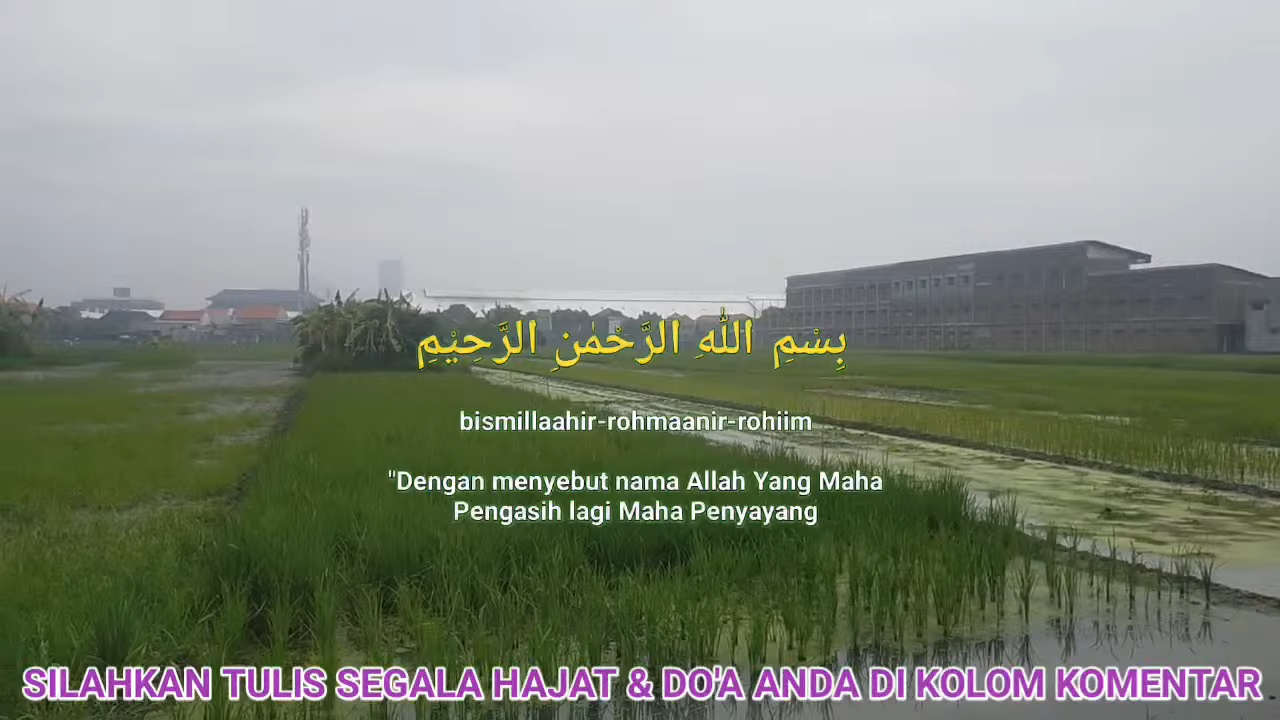 بِسْمِ اللّٰهِ الرَّحْمٰنِ الرَّحِيْمِ
bismillaahir-rohmaanir-rohiim
"Dengan menyebut nama Allah Yang Maha
Pengasih lagi Maha Penyayang
SILAHKAN TULIS SEGALA HAJAT & DO'A ANDA DI KOLOM KOMENTAR